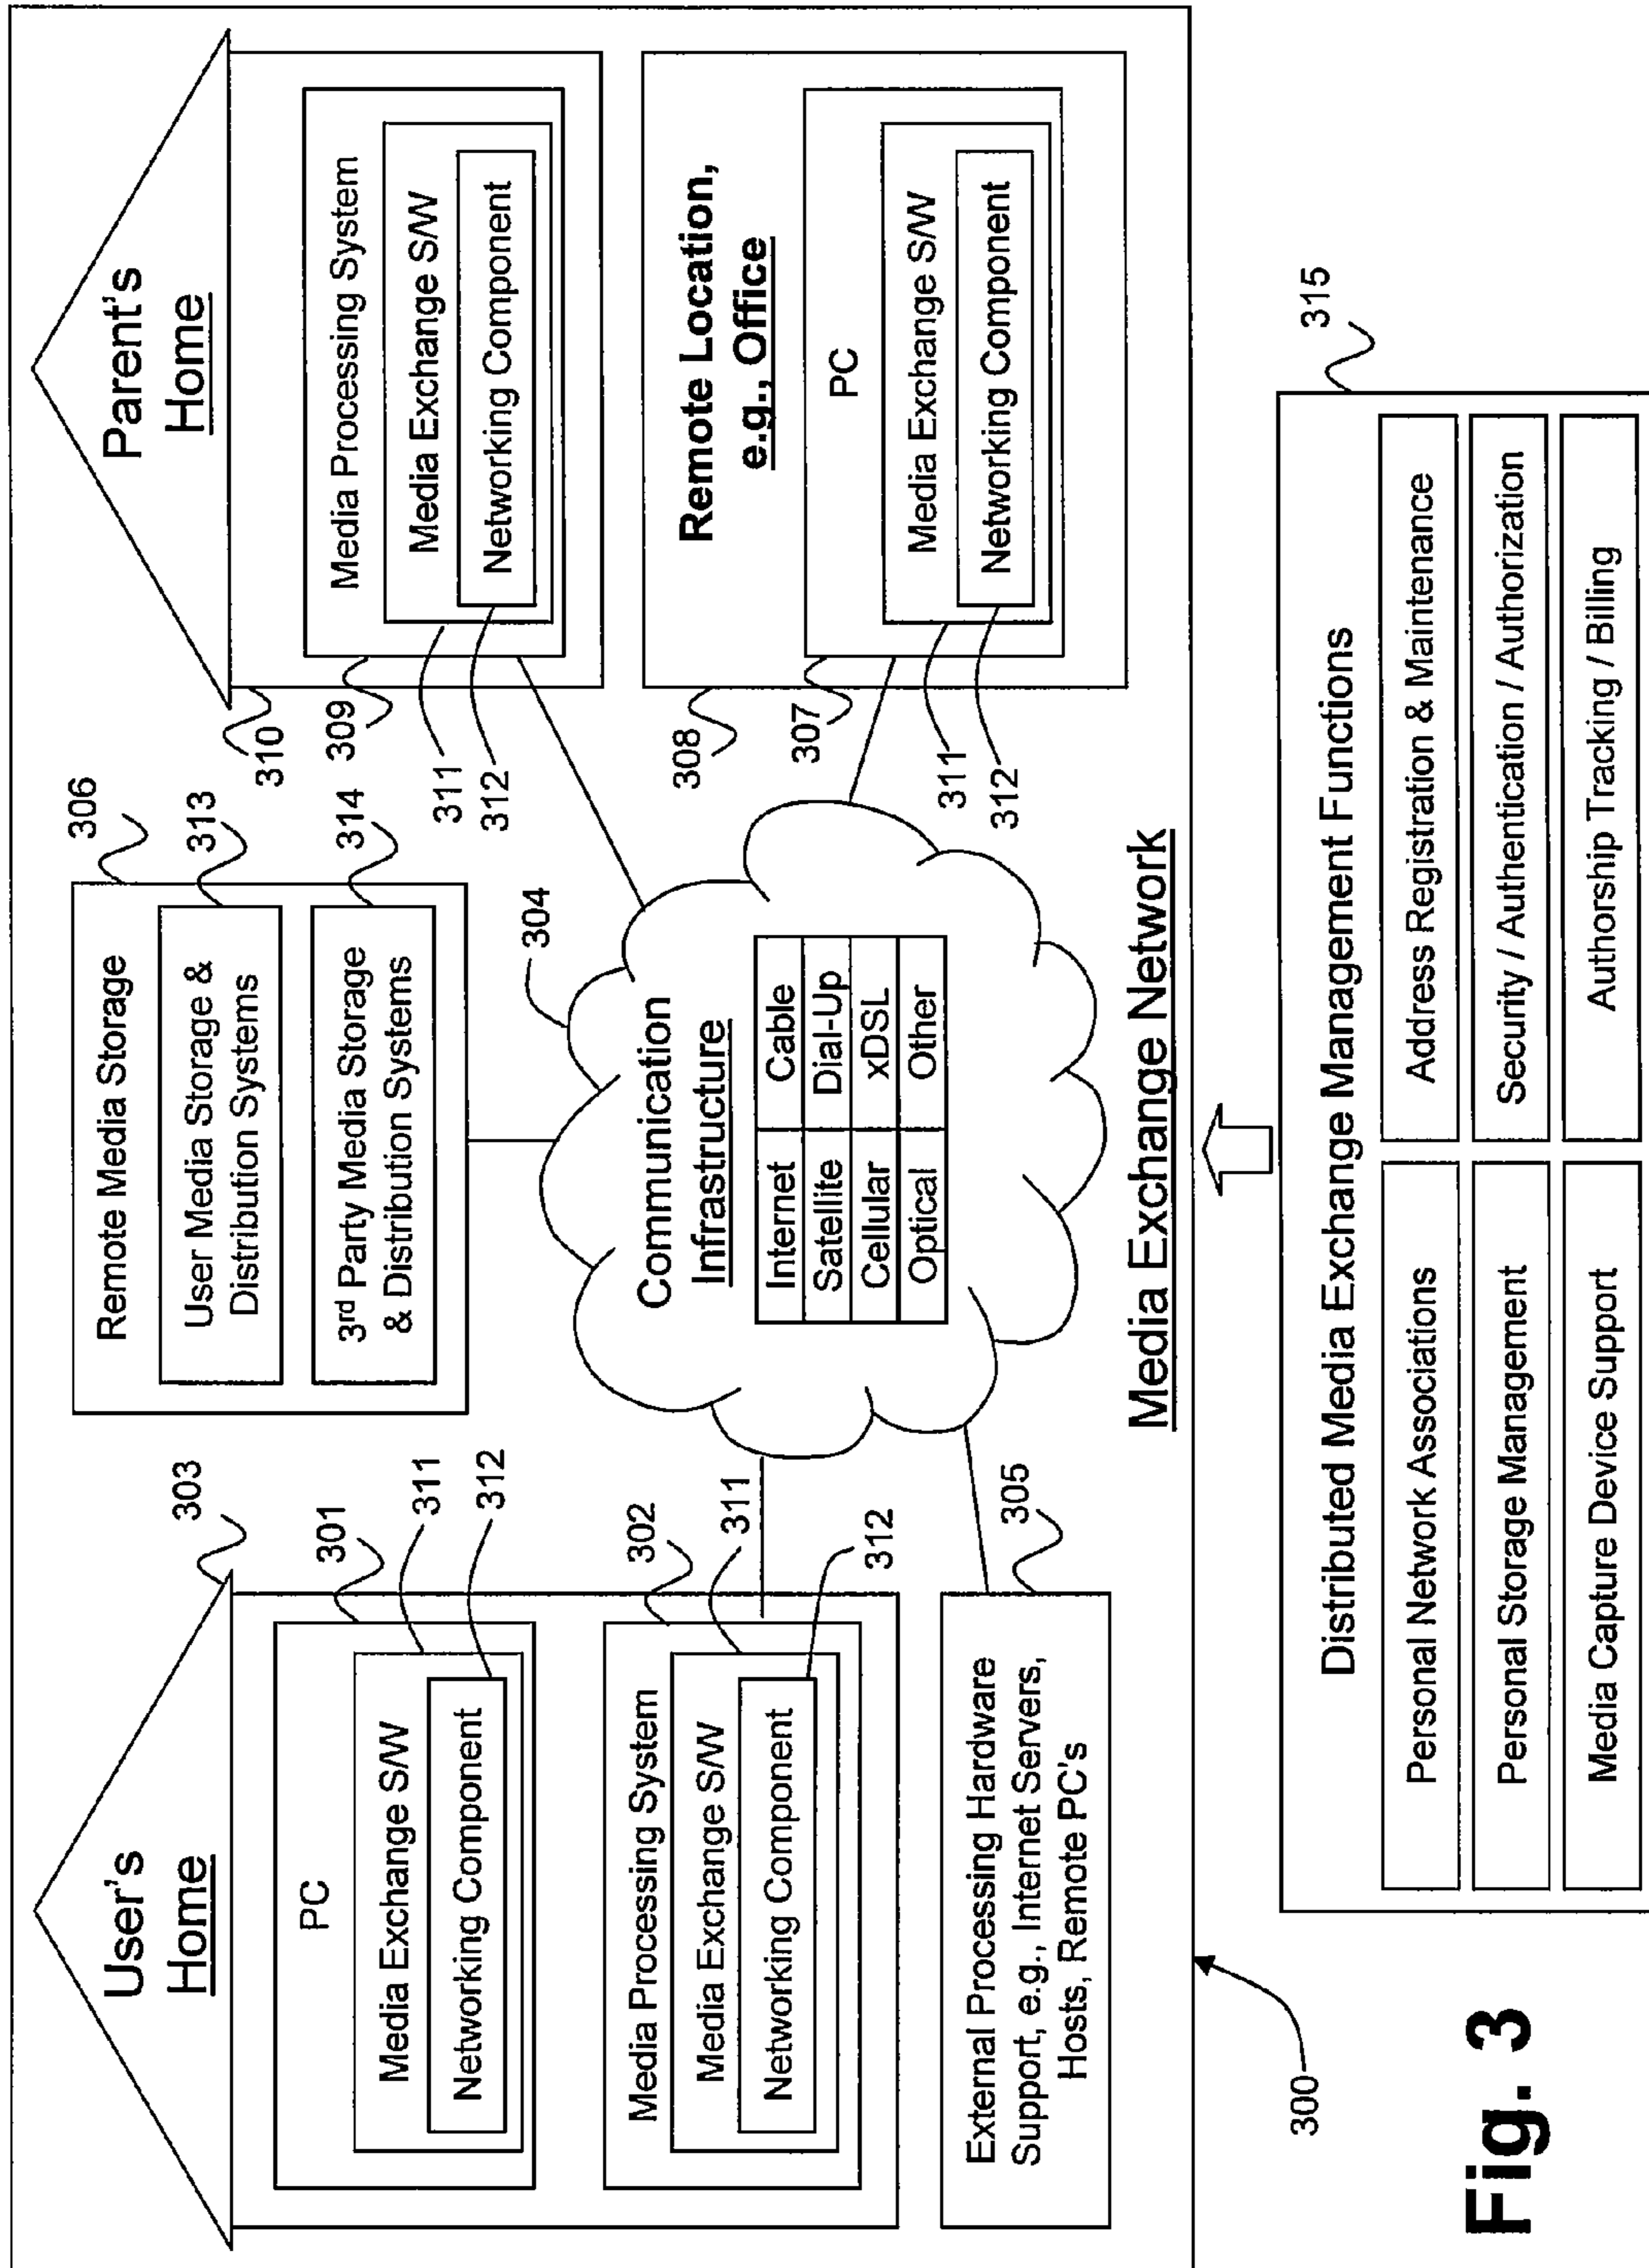 User's
Home
303
PC
301
Media Exchange S/W
311
Networking Component
312
Media Processing System
302
Media Exchange S/W
311
Networking Component
312
External Processing Hardware
Support, e.g., Internet Servers,
Hosts, Remote PC's
305
Remote Media Storage
306
User Media Storage &
Distribution Systems
313
3rd Party Media Storage
& Distribution Systems
314
Communication
Infrastructure
304
Internet Cable
Satellite Dial-Up
Cellular xDSL
Optical Other
Parent's
Home
310
Media Processing System
309
Media Exchange S/W
311
Networking Component
312
Remote Location,
e.g., Office
308
PC
307
Media Exchange S/W
311
Networking Component
312
Media Exchange Network
300
Distributed Media Exchange Management Functions
315
Personal Network Associations
Address Registration & Maintenance
Personal Storage Management
Security / Authentication / Authorization
Media Capture Device Support
Authorship Tracking / Billing
Fig. 3